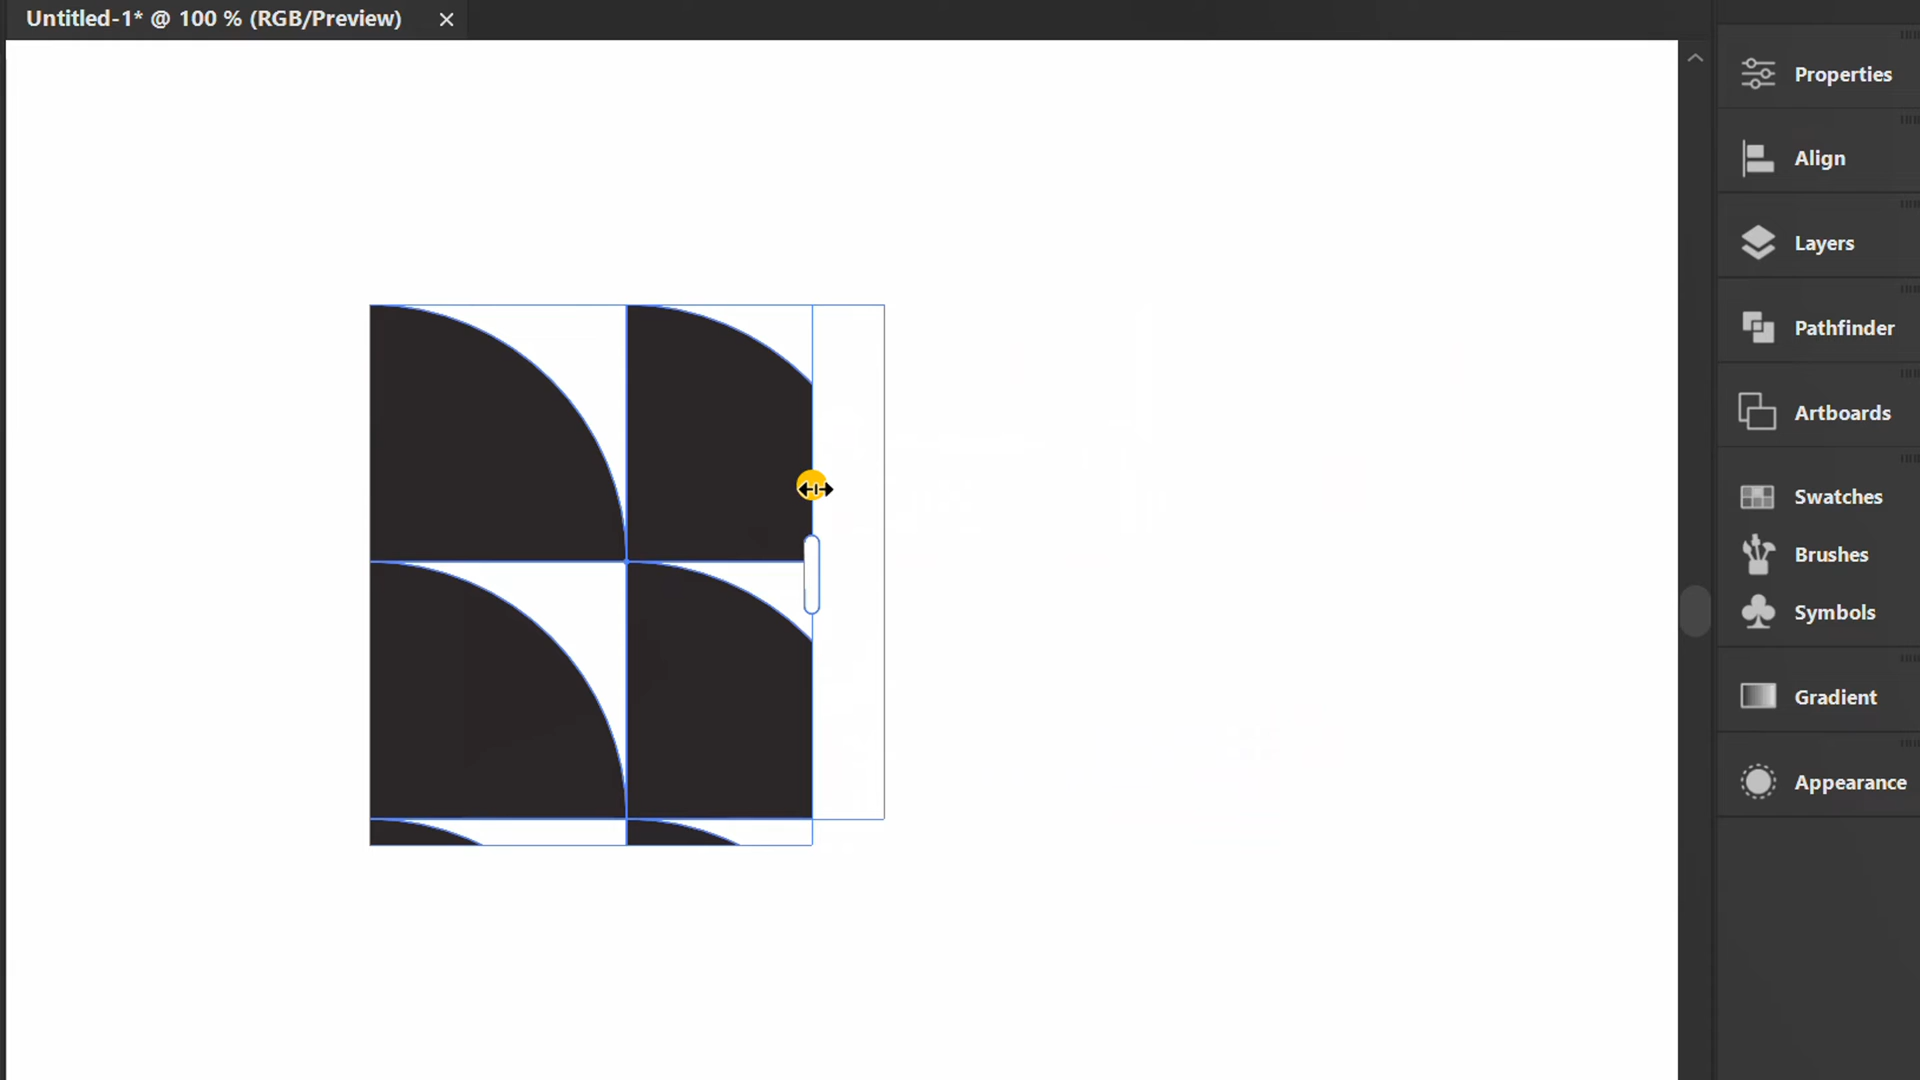 Untitled-1* @ 100 % (RGB/Preview)
Properties
Align
Layers
Pathfinder
Artboards
Swatches
Brushes
Symbols
Gradient
Appearance